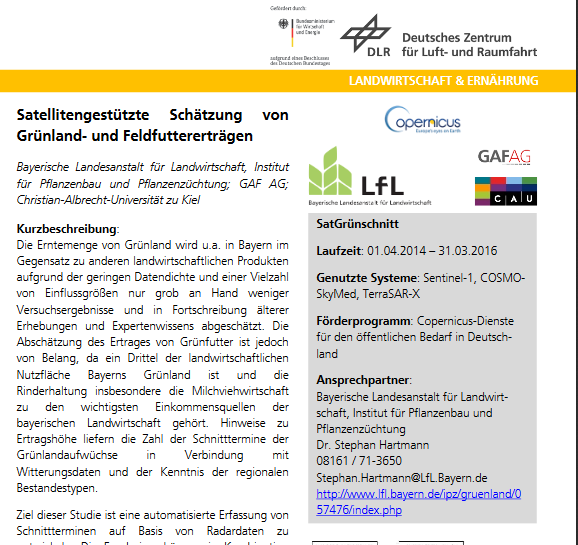 Gefördert durch:
Bundesministerium
für Wirtschaft
und Energie
aufgrund eines Beschlusses
des Deutschen Bundestages
DLR
Deutsches Zentrum
für Luft- und Raumfahrt
LANDWIRTSCHAFT & ERNÄHRUNG
Satellitengestützte Schätzung von
Grünland- und Feldfuttererträgen
Bayerische Landesanstalt für Landwirtschaft, Institut
für Pflanzenbau und Pflanzenzüchtung; GAF AG;
Christian-Albrecht-Universität zu Kiel
Kurzbeschreibung:
Die Erntemenge von Grünland wird u.a. in Bayern im
Gegensatz zu anderen landwirtschaftlichen Produkten
aufgrund der geringen Datendichte und einer Vielzahl
von Einflussgrößen nur grob an Hand weniger
Versuchsergebnisse und in Fortschreibung älterer
Erhebungen und Expertenwissens abgeschätzt. Die
Abschätzung des Ertrages von Grünfutter ist jedoch
von Belang, da ein Drittel der landwirtschaftlichen
Nutzfläche Bayerns Grünland ist und die
Rinderhaltung insbesondere die Milchviehwirtschaft
zu den wichtigsten Einkommensquellen der
bayerischen Landwirtschaft gehört. Hinweise zu
Ertragshöhe liefern die Zahl der Schnitttermine der
Grünlandaufwüchse in Verbindung mit
Witterungsdaten und der Kenntnis der regionalen
Bestandestypen.
Ziel dieser Studie ist eine automatisierte Erfassung von
Schnittterminen auf Basis von Radardaten zu
Copernicus
Europe's eyes on Earth
GAFAG
LfL
Bayerische Landesanstalt für Landwirtschaft
CAU
SatGrünschnitt
Laufzeit: 01.04.2014 – 31.03.2016
Genutzte Systeme: Sentinel-1, COSMO-
SkyMed, TerraSAR-X
Förderprogramm: Copernicus-Dienste
für den öffentlichen Bedarf in Deutsch-
land
Ansprechpartner:
Bayerische Landesanstalt für Landwirt-
schaft, Institut für Pflanzenbau und
Pflanzenzüchtung
Dr. Stephan Hartmann
08161 / 71-3650
Stephan.Hartmann@LfL.Bayern.de
http://www.lfl.bayern.de/ipz/gruenland/0
57476/index.php